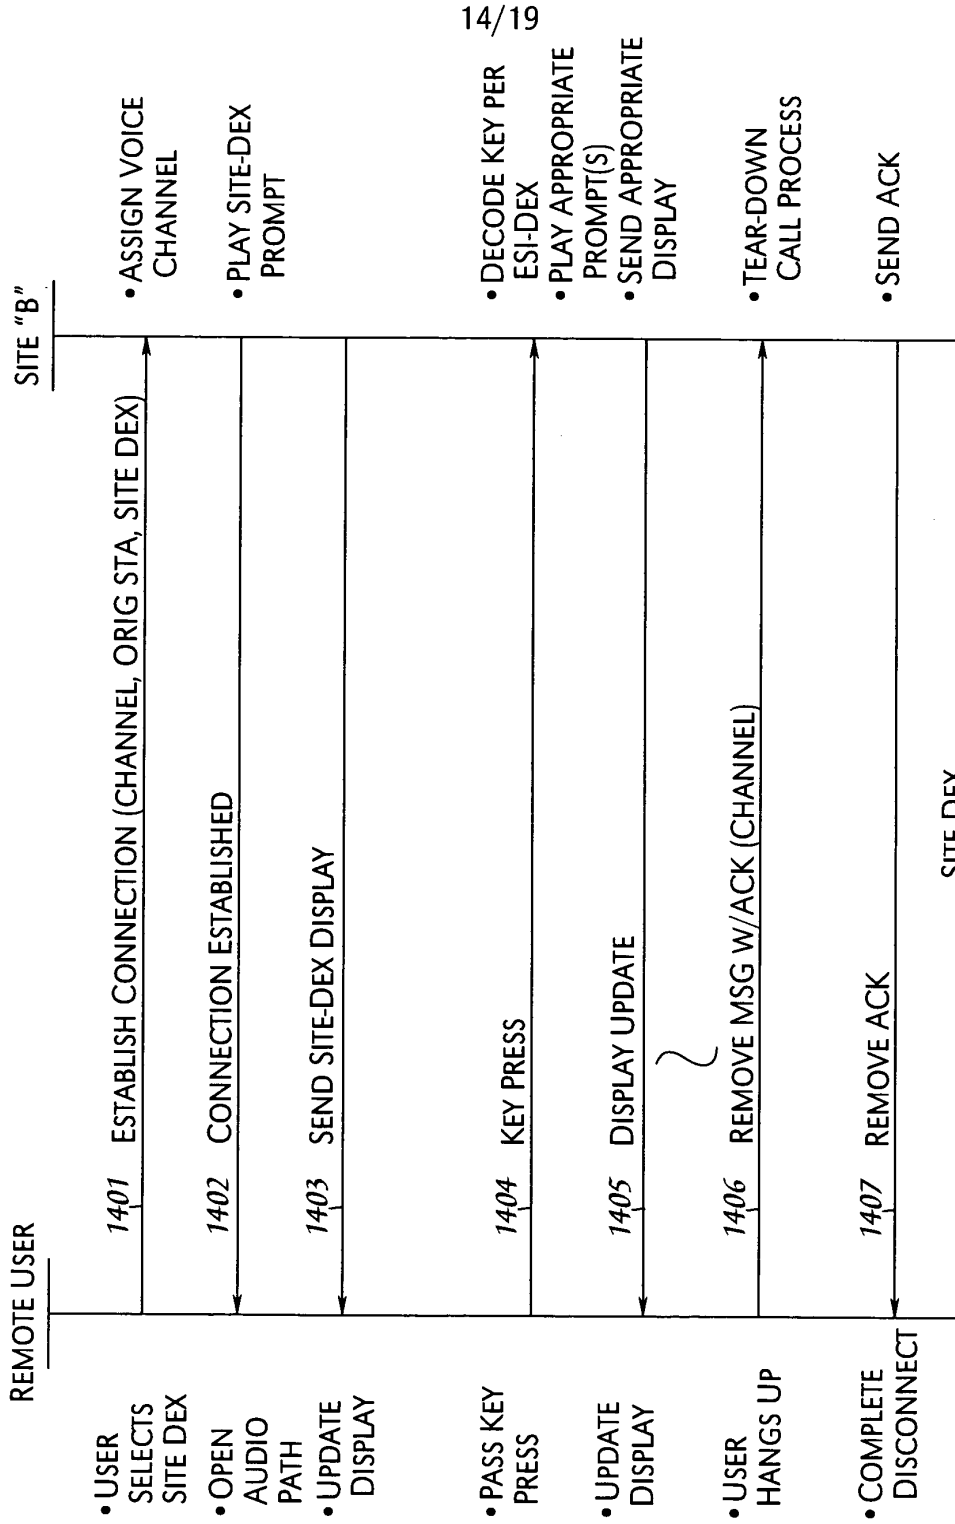 14/19
REMOTE USER
SITE "B"
• USER
SELECTS
SITE DEX
1401
ESTABLISH CONNECTION (CHANNEL, ORIG STA, SITE DEX)
• ASSIGN VOICE
CHANNEL
• OPEN
AUDIO
PATH
1402
CONNECTION ESTABLISHED
• PLAY SITE-DEX
PROMPT
• UPDATE
DISPLAY
1403
SEND SITE-DEX DISPLAY
• PASS KEY
PRESS
1404
KEY PRESS
• DECODE KEY PER
ESI-DEX
• PLAY APPROPRIATE
PROMPT(S)
• SEND APPROPRIATE
DISPLAY
• UPDATE
DISPLAY
1405
DISPLAY UPDATE
• USER
HANGS UP
1406
REMOVE MSG W/ACK (CHANNEL)
• TEAR-DOWN
CALL PROCESS
• COMPLETE
DISCONNECT
1407
REMOVE ACK
• SEND ACK
SITE DEX